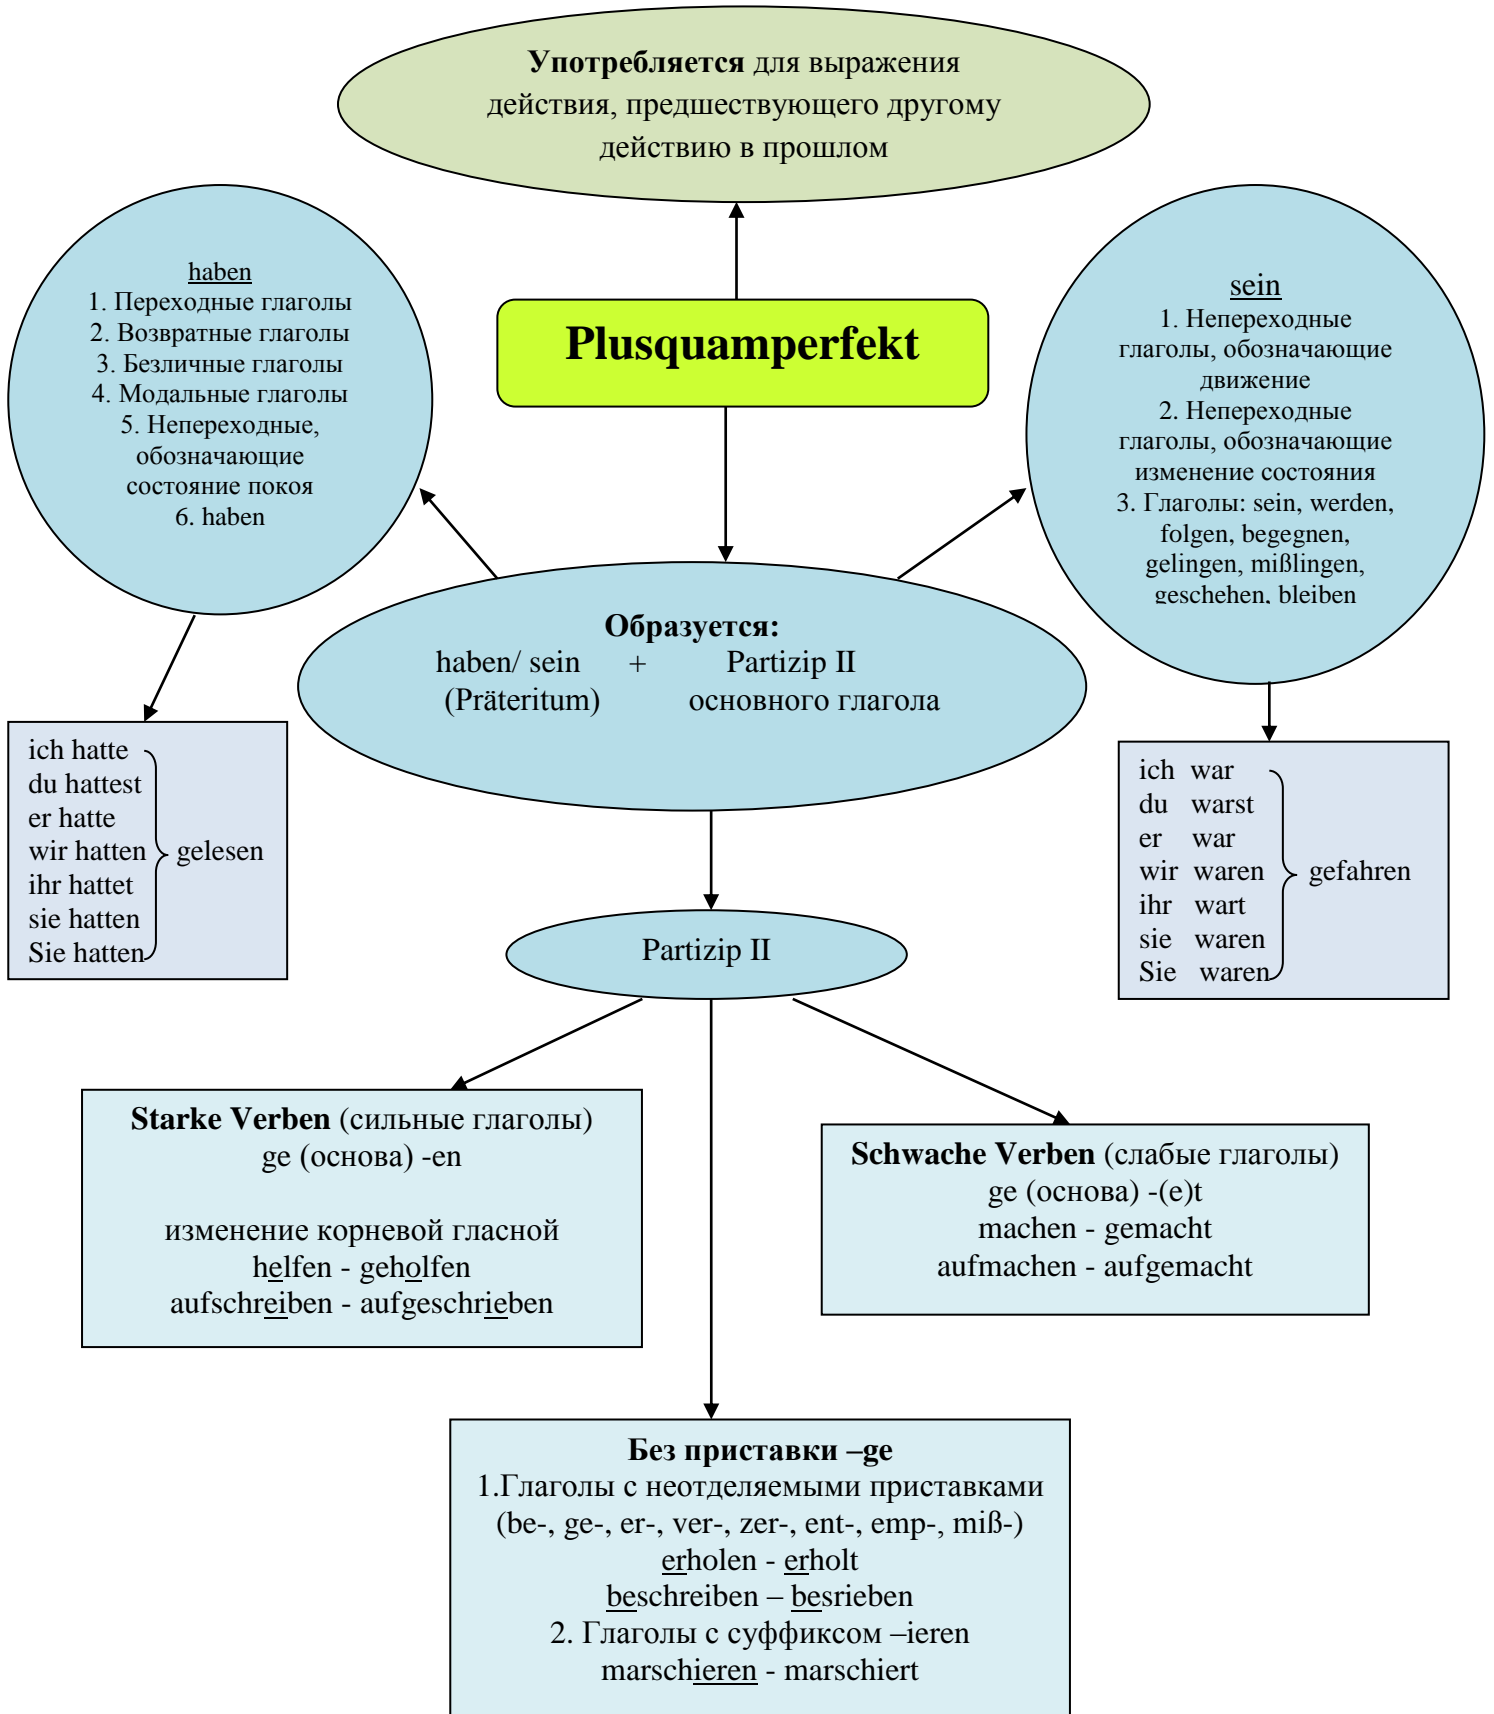 Употребляется для выражения
действия, предшествующего другому
действию в прошлом
haben
1. Переходные глаголы
2. Возвратные глаголы
3. Безличные глаголы
4. Модальные глаголы
5. Непереходные,
обозначающие
состояние покоя
6. haben
Plusquamperfekt
sein
1. Непереходные
глаголы, обозначающие
движение
2. Непереходные
глаголы, обозначающие
изменение состояния
3. Глаголы: sein, werden,
folgen, begegnen,
gelingen, mißlingen,
geschehen, bleiben
Образуется:
haben/ sein + Partizip II
(Präteritum) основного глагола
ich hatte
du hattest
er hatte
wir hatten
ihr hattet
sie hatten
Sie hatten
gelesen
ich war
du warst
er war
wir waren
ihr wart
sie waren
Sie waren
gefahren
Partizip II
Starke Verben (сильные глаголы)
ge (основа) -en
изменение корневой гласной
helfen - geholfen
aufschreiben - aufgeschrieben
Schwache Verben (слабые глаголы)
ge (основа) -(e)t
machen - gemacht
aufmachen - aufgemacht
Без приставки –ge
1.Глаголы с неотделяемыми приставками
(be-, ge-, er-, ver-, zer-, ent-, emp-, miß-)
erholen - erholt
beschreiben – besrieben
2. Глаголы с суффиксом –ieren
marschieren - marschiert